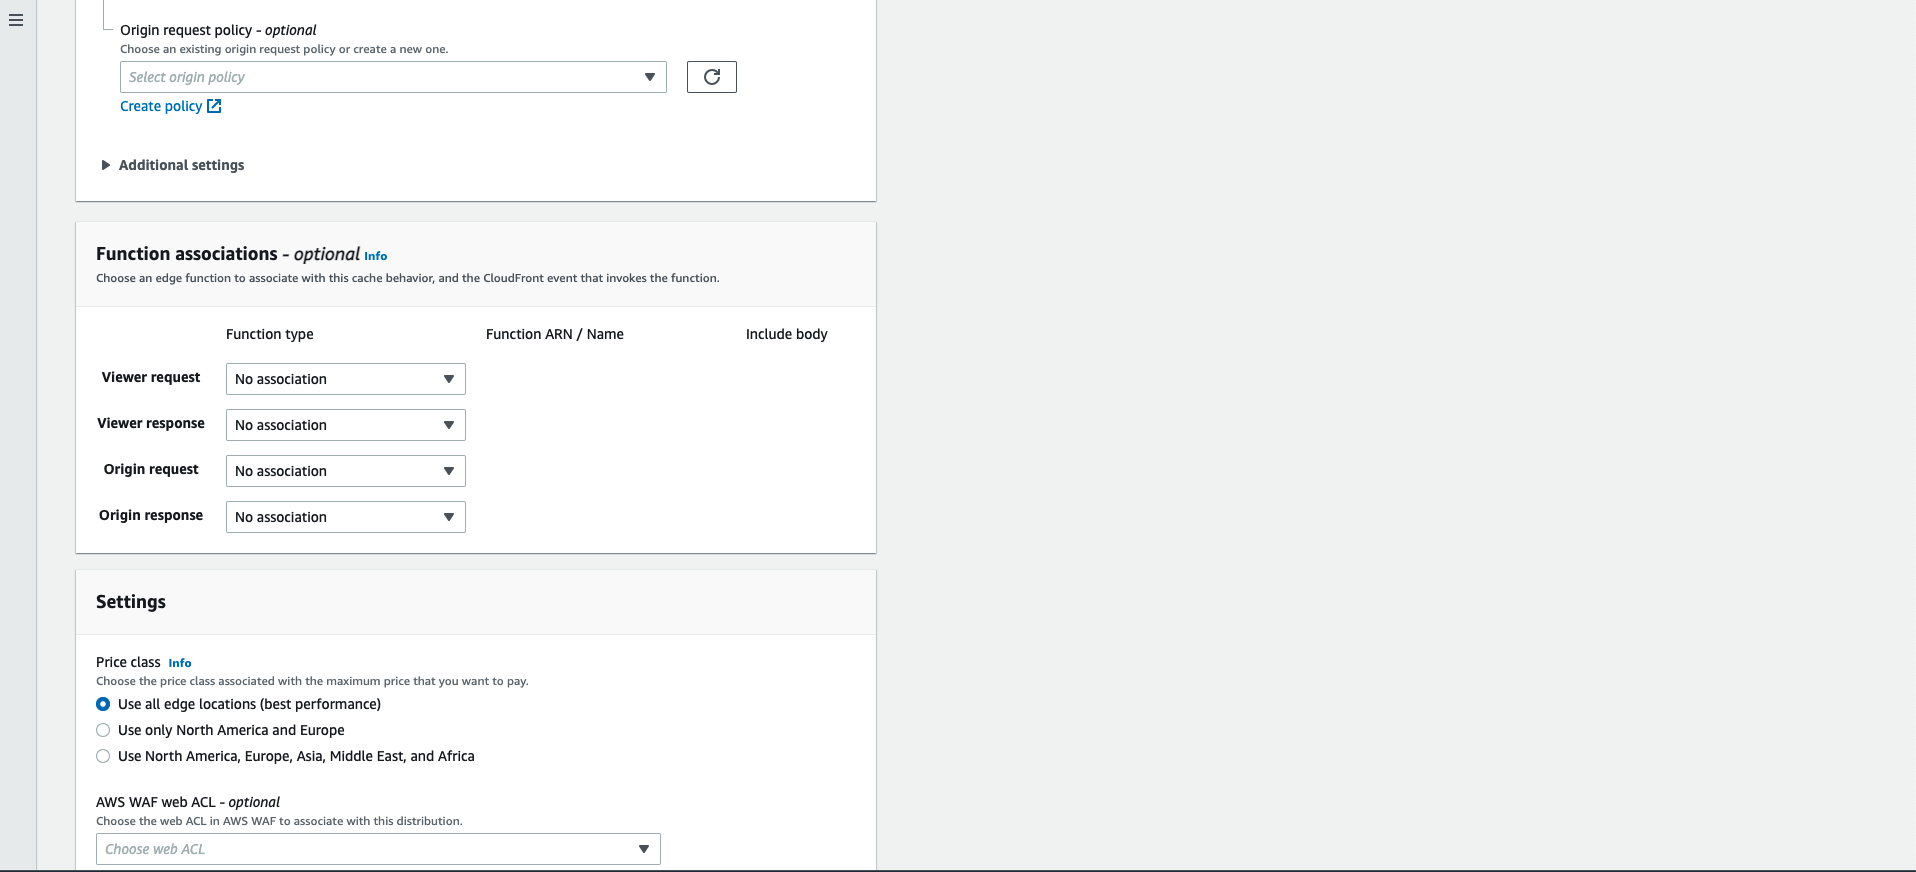 Origin request policy - optional
Choose an existing origin request policy or create a new one.
Select origin policy
Create policy
Additional settings
Function associations - optional Info
Choose an edge function to associate with this cache behavior, and the CloudFront event that invokes the function.
Function type Function ARN / Name Include body
Viewer request No association
Viewer response No association
Origin request No association
Origin response No association
Settings
Price class Info
Choose the price class associated with the maximum price that you want to pay.
Use all edge locations (best performance)
Use only North America and Europe
Use North America, Europe, Asia, Middle East, and Africa
AWS WAF web ACL - optional
Choose the web ACL in AWS WAF to associate with this distribution.
Choose web ACL